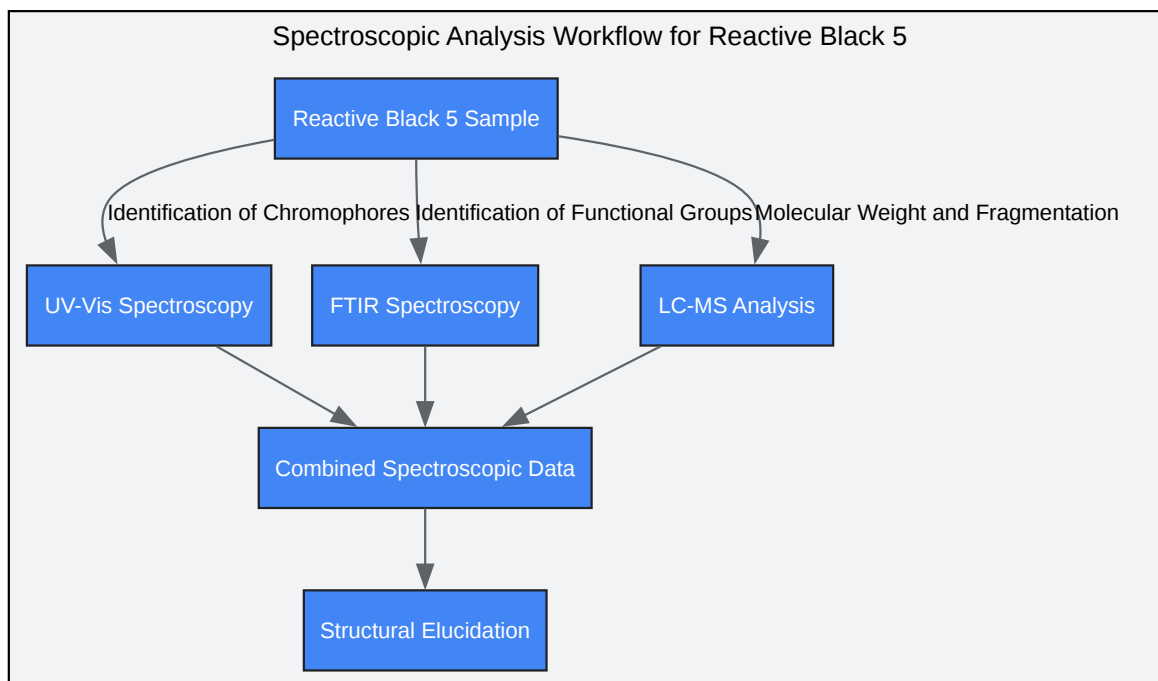 Spectroscopic Analysis Workflow for Reactive Black 5
Reactive Black 5 Sample
Identification of Chromophores
Identification of Functional Groups
Molecular Weight and Fragmentation
UV-Vis Spectroscopy
FTIR Spectroscopy
LC-MS Analysis
Combined Spectroscopic Data
Structural Elucidation